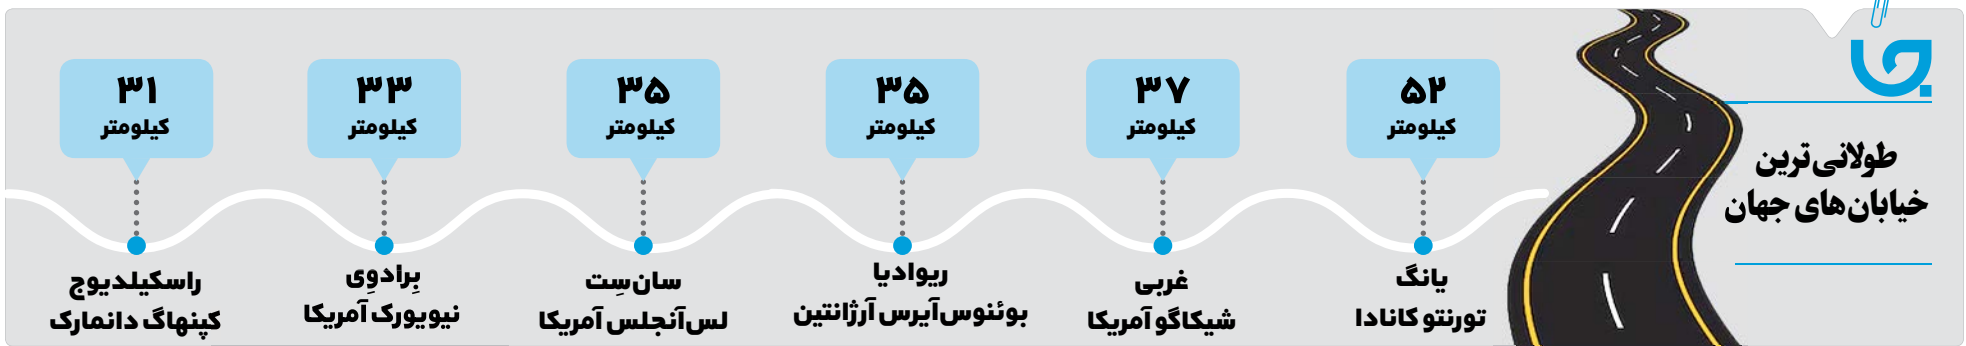 طولانی‌ترین
خیابان‌های جهان
۵۲
کیلومتر
یانگ
تورنتو کانادا
۳۷
کیلومتر
غربی
شیکاگو آمریکا
۳۵
کیلومتر
ریوادیا
بوئنوس‌آیرس آرژانتین
۳۵
کیلومتر
سان‌سِت
لس‌آنجلس آمریکا
۳۳
کیلومتر
بِرادوِی
نیویورک آمریکا
۳۱
کیلومتر
راسکیلدیوج
کپنهاگ دانمارک